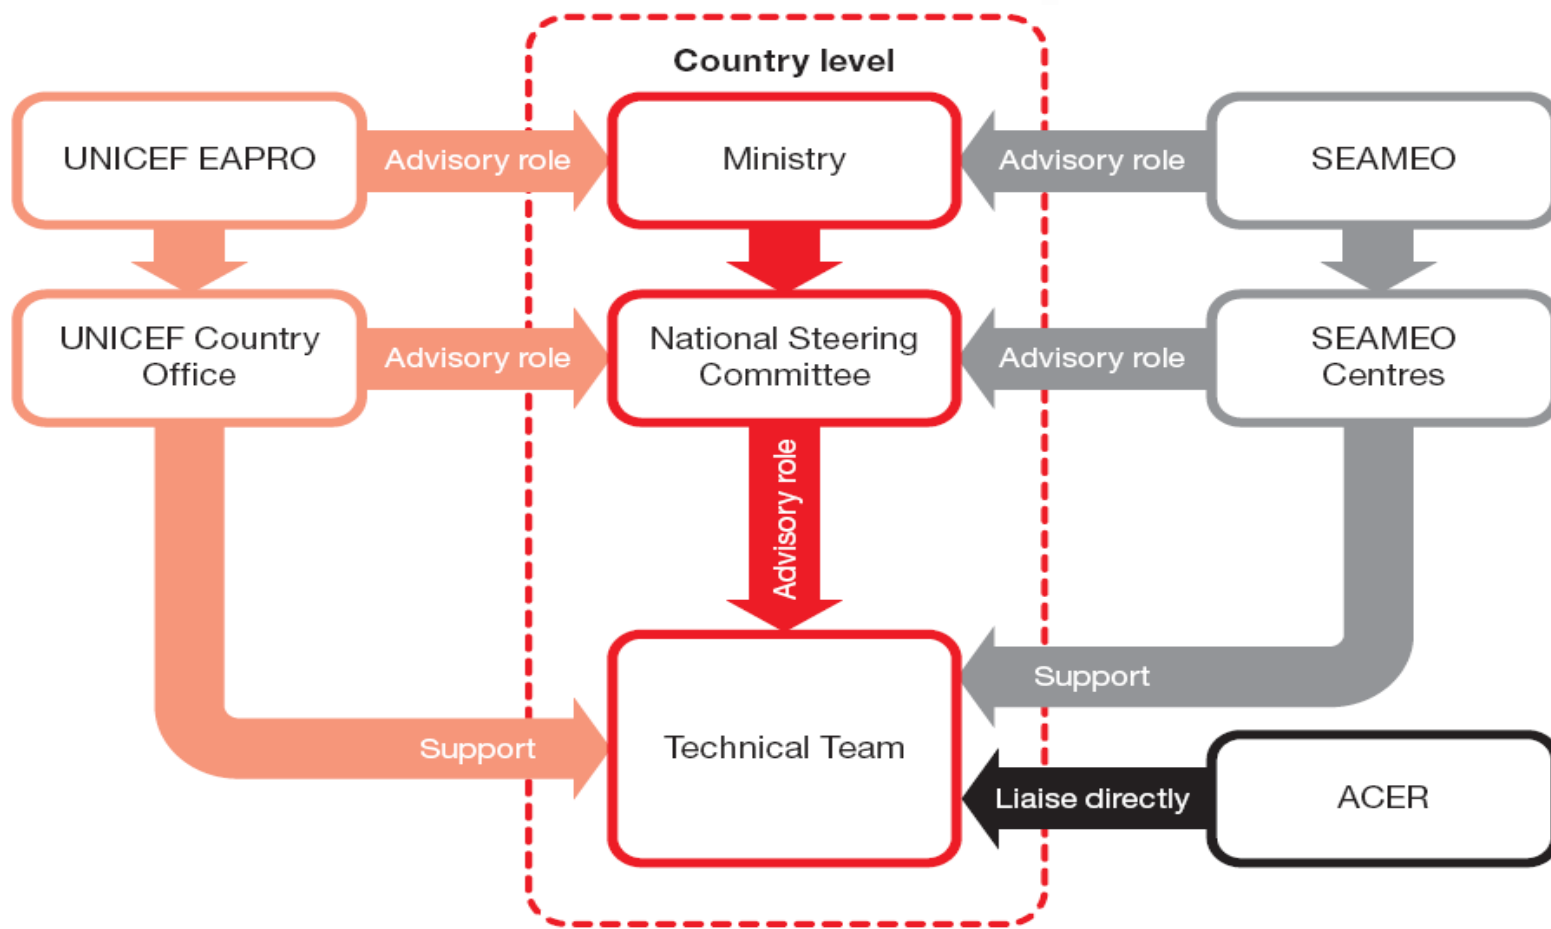 Country level
UNICEF EAPRO
Advisory role
Ministry
Advisory role
SEAMEO
UNICEF Country
Office
Advisory role
National Steering
Committee
Advisory role
SEAMEO
Centres
Advisory role
Support
Technical Team
Support
Liaise directly
ACER